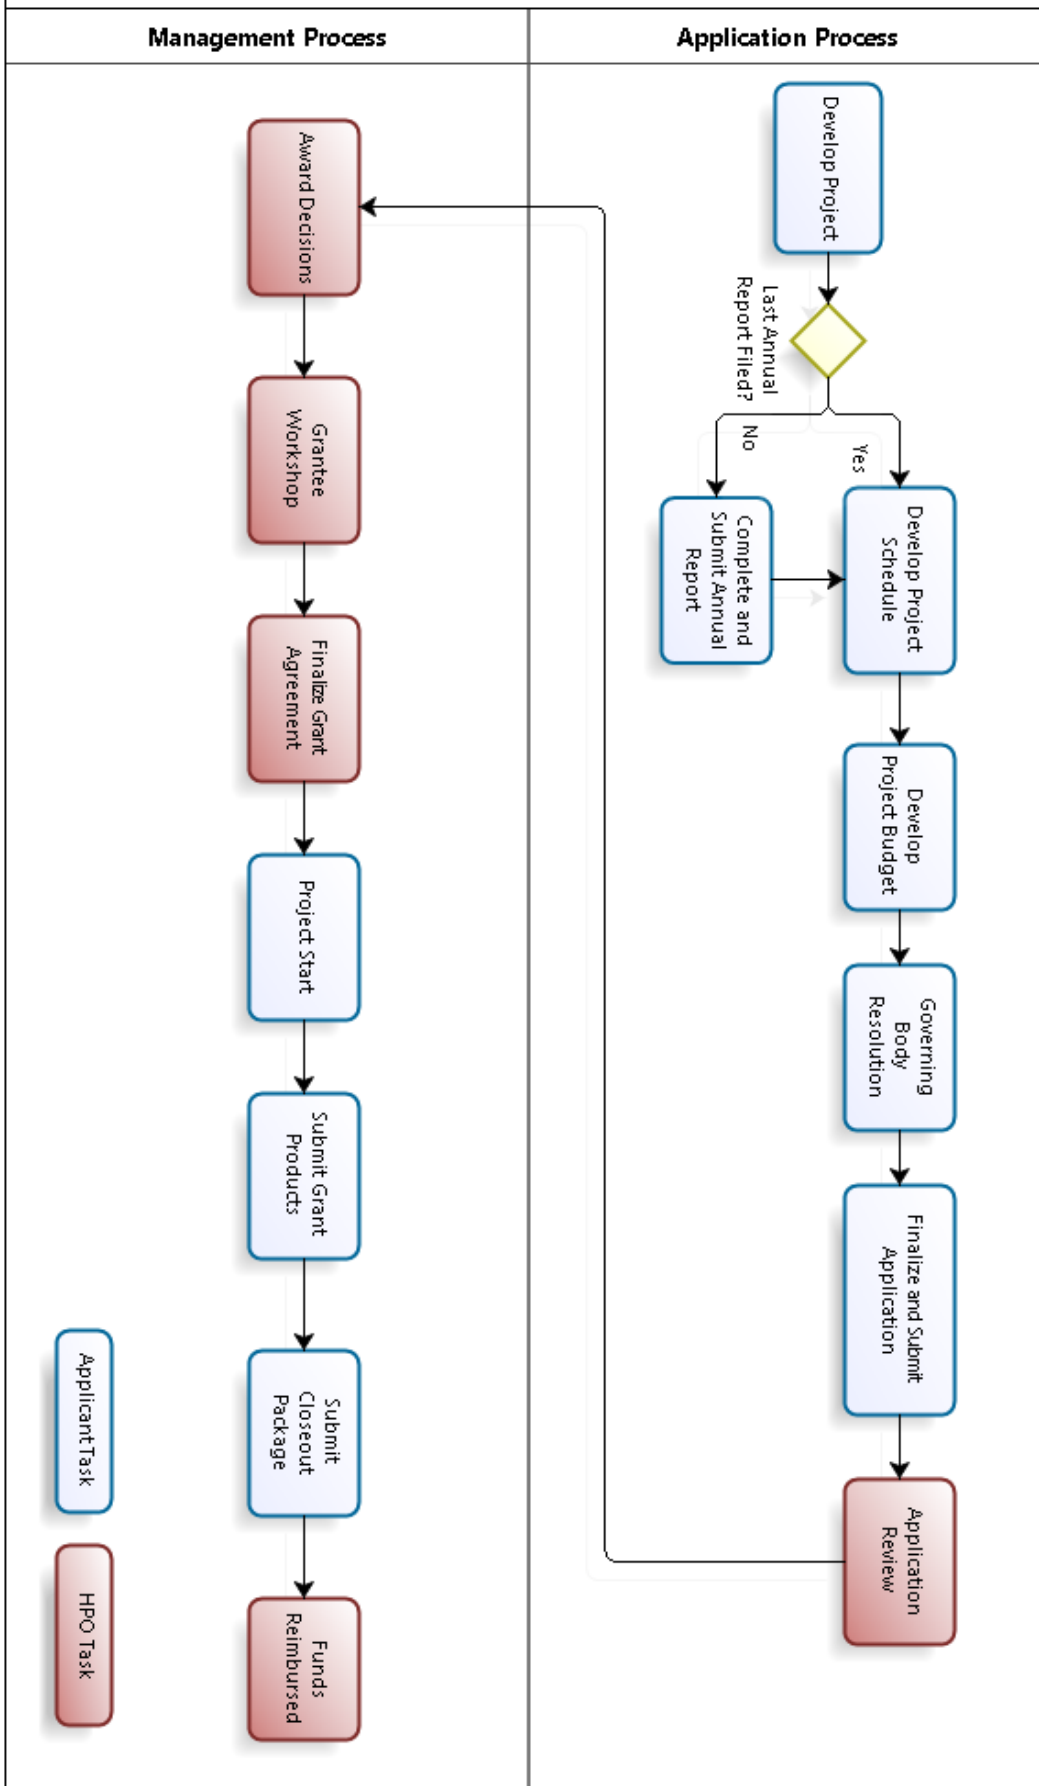 Management Process
Application Process
Develop Project
Last Annual
Report Filed?
Yes
No
Complete and
Submit Annual
Report
Develop Project
Schedule
Develop
Project Budget
Governing
Body
Resolution
Finalize and Submit
Application
Application
Review
Award Decisions
Grantee
Workshop
Finalize Grant
Agreement
Project Start
Submit Grant
Products
Submit
Closeout
Package
Funds
Reimbursed
Applicant Task
HPO Task